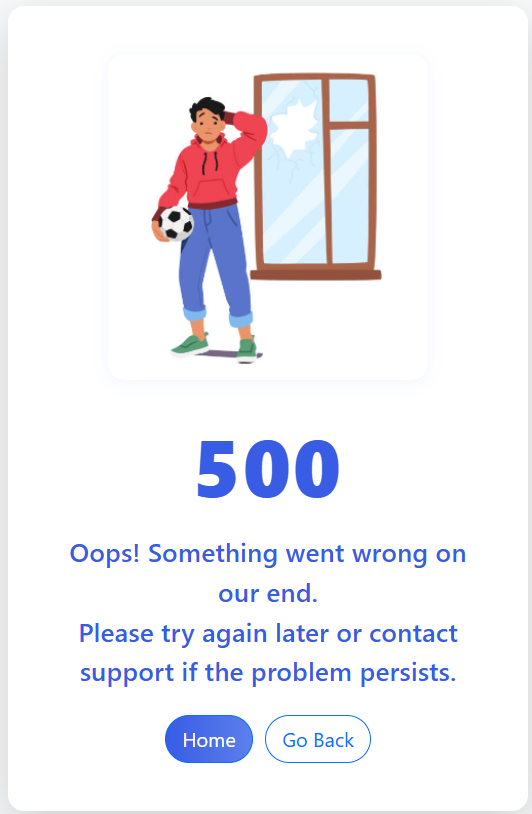 500
Oops! Something went wrong on
our end.
Please try again later or contact
support if the problem persists.
Home
Go Back